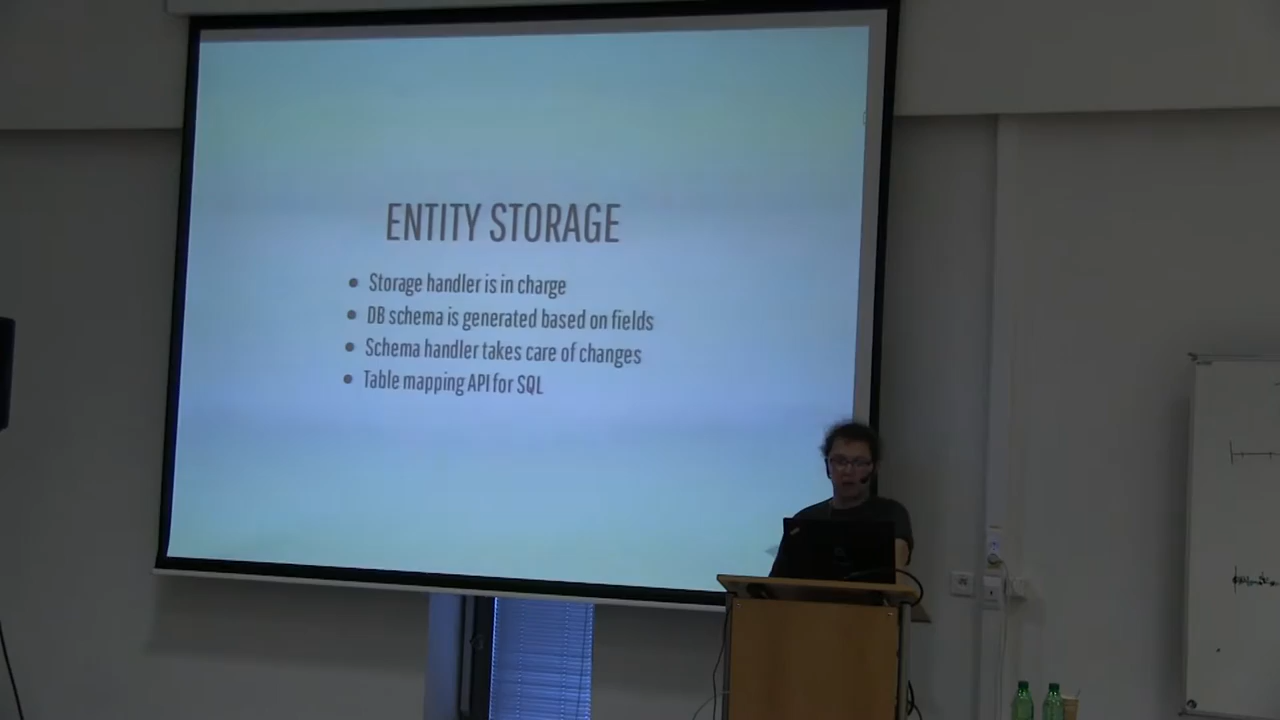 ENTITY STORAGE
Storage handler is in charge
DB schema is generated based on fields
Schema handler takes care of changes
Table mapping API for SQL